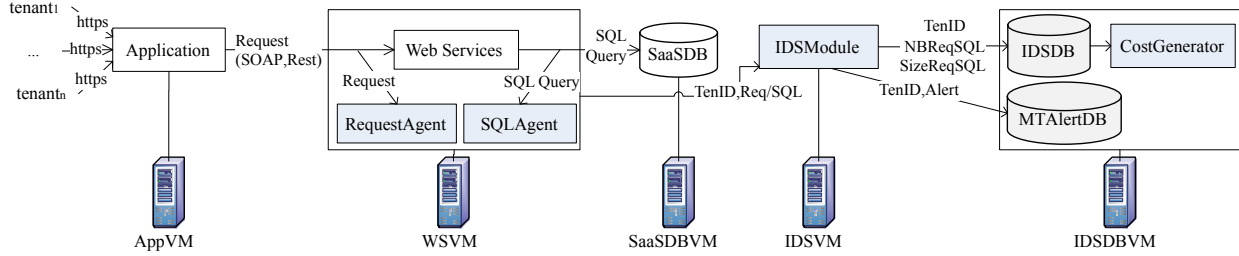 tenant1
https
...
https
https
tenantn
Application
Request
(SOAP,Rest)
Web Services
Request
SQL Query
RequestAgent
SQLAgent
SQL
Query
SaaSDB
TenID,Req/SQL
IDSModule
TenID
NBReqSQL
SizeReqSQL
TenID,Alert
IDSDB
CostGenerator
MTAlertDB
AppVM
WSVM
SaaSDBVM
IDSVM
IDSDBVM